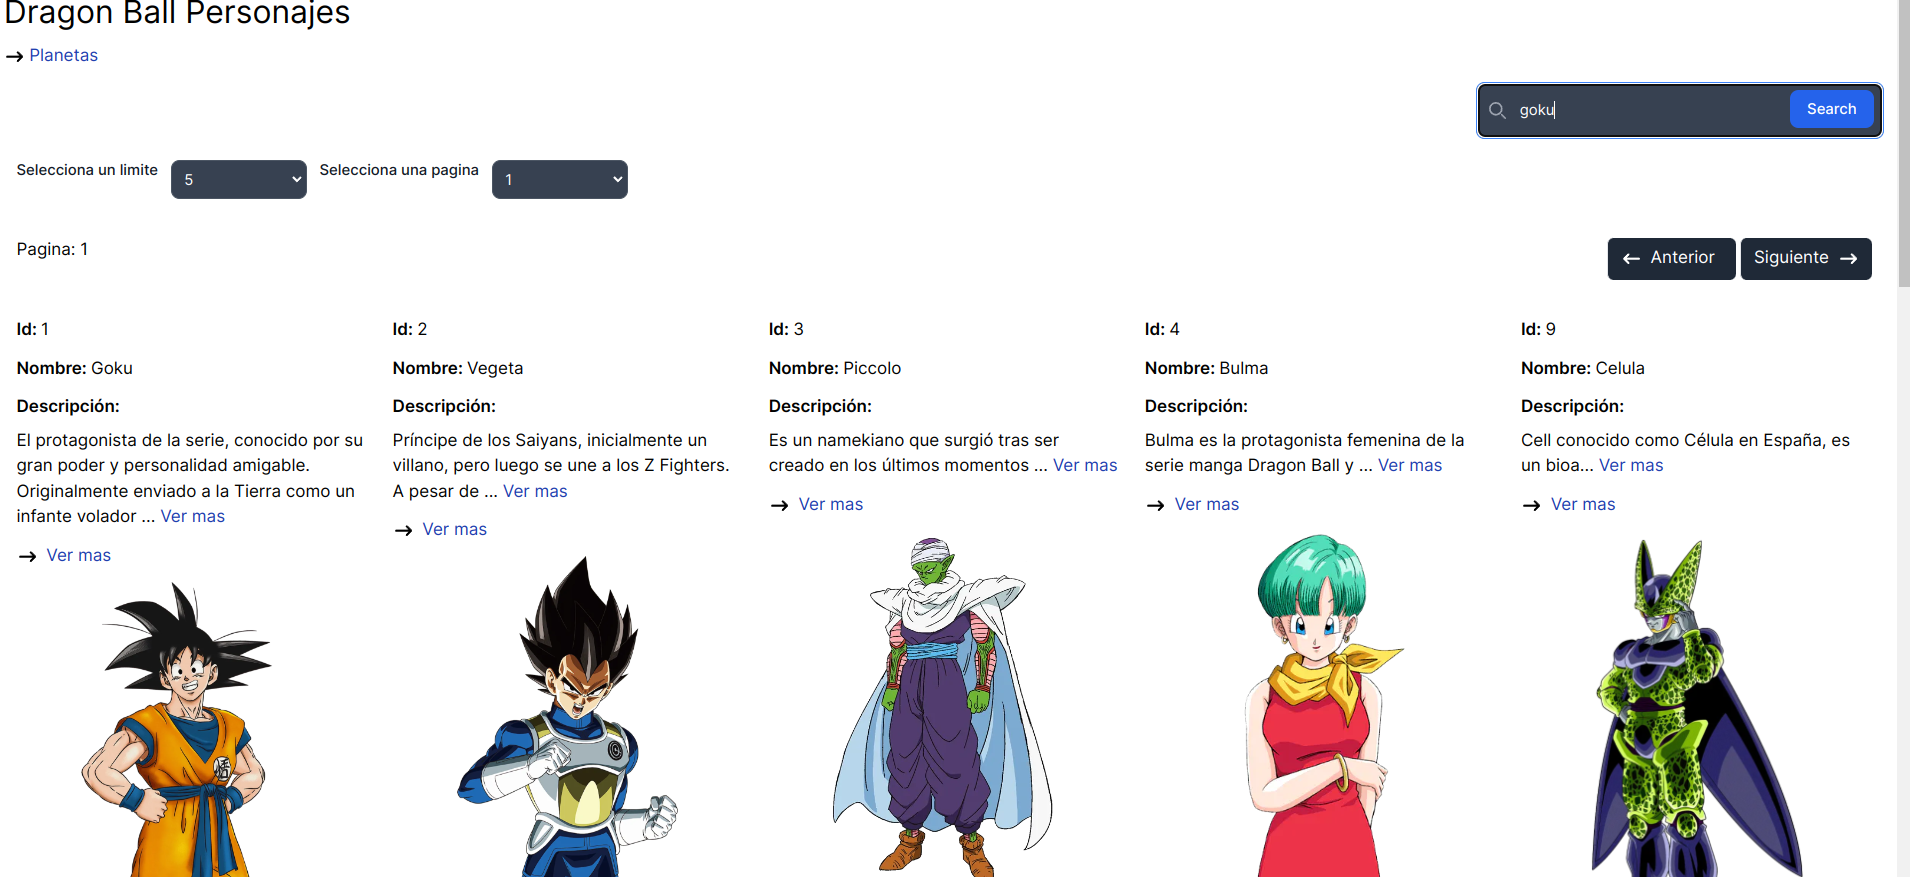 Dragon Ball Personajes
→ Planetas
goku
Search
Selecciona un limite 5 Selecciona una pagina 1
Pagina: 1
← Anterior
Siguiente →
Id: 1
Nombre: Goku
Descripción:
El protagonista de la serie, conocido por su
gran poder y personalidad amigable.
Originalmente enviado a la Tierra como un
infante volador ... Ver mas
→ Ver mas
Id: 2
Nombre: Vegeta
Descripción:
Príncipe de los Saiyans, inicialmente un
villano, pero luego se une a los Z Fighters.
A pesar de ... Ver mas
→ Ver mas
Id: 3
Nombre: Piccolo
Descripción:
Es un namekiano que surgió tras ser
creado en los últimos momentos ... Ver mas
→ Ver mas
Id: 4
Nombre: Bulma
Descripción:
Bulma es la protagonista femenina de la
serie manga Dragon Ball y ... Ver mas
→ Ver mas
Id: 9
Nombre: Celula
Descripción:
Cell conocido como Célula en España, es
un bioa... Ver mas
→ Ver mas